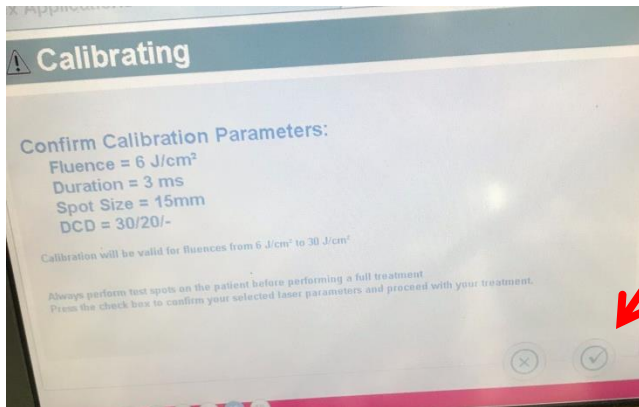 Calibrating
Confirm Calibration Parameters:
Fluence = 6 J/cm²
Duration = 3 ms
Spot Size = 15mm
DCD = 30/20/-
Calibration will be valid for fluences from 6 J/cm² to 30 J/cm²
Always perform test spots on the patient before performing a full treatment
Press the check box to confirm your selected laser parameters and proceed with your treatment.